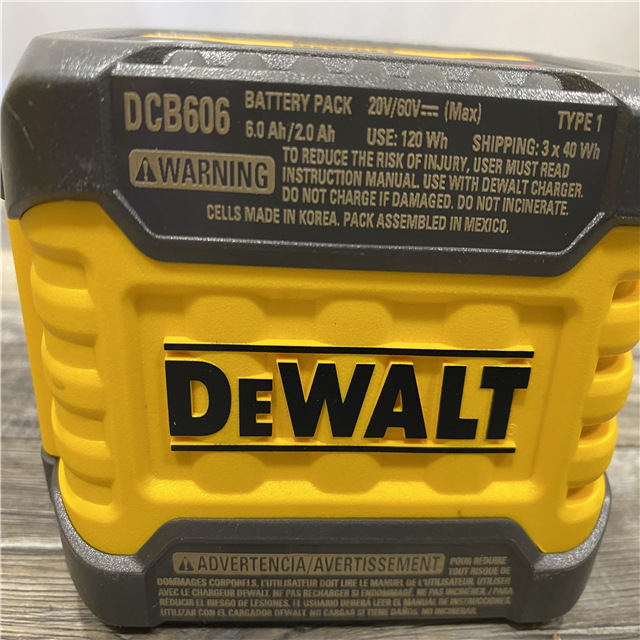 DCB606 BATTERY PACK 20V/60V⎓ (Max) TYPE 1
6.0 Ah/2.0 Ah USE: 120 Wh SHIPPING: 3 x 40 Wh
⚠WARNING TO REDUCE THE RISK OF INJURY, USER MUST READ
INSTRUCTION MANUAL. USE WITH DEWALT CHARGER.
DO NOT CHARGE IF DAMAGED. DO NOT INCINERATE.
CELLS MADE IN KOREA. PACK ASSEMBLED IN MEXICO.
DEWALT
⚠ADVERTENCIA/AVERTISSEMENT POUR RÉDUIRE
TOUT RISQUE DE
DOMMAGES CORPORELS, L'UTILISATEUR DOIT LIRE LE MANUEL DE L'UTILISATEUR. UTILISER
AVEC LE CHARGEUR DEWALT. NE PAS RECHARGER SI ENDOMMAGÉ. NE PAS INCINÉRER. / PARA
REDUCIR EL RIESGO DE LESIONES, EL USUARIO DEBERÁ LEER EL MANUAL DE INSTRUCCIONES.
UTILIZAR CON EL CARGADOR DEWALT. NO CARGAR SI ESTÁ DAÑADO. NO INCINERAR.